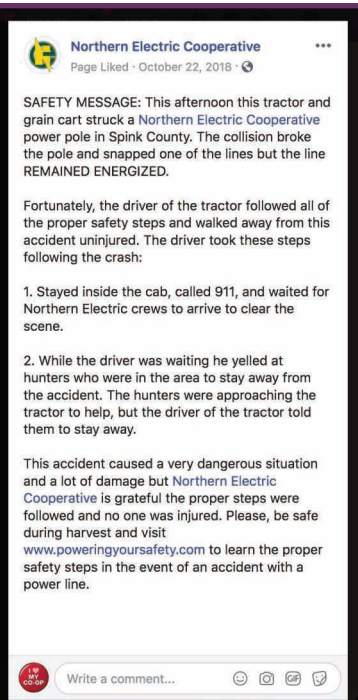 Northern Electric Cooperative
Page Liked · October 22, 2018 ·
SAFETY MESSAGE: This afternoon this tractor and
grain cart struck a Northern Electric Cooperative
power pole in Spink County. The collision broke
the pole and snapped one of the lines but the line
REMAINED ENERGIZED.
Fortunately, the driver of the tractor followed all of
the proper safety steps and walked away from this
accident uninjured. The driver took these steps
following the crash:
1. Stayed inside the cab, called 911, and waited for
Northern Electric crews to arrive to clear the
scene.
2. While the driver was waiting he yelled at
hunters who were in the area to stay away from
the accident. The hunters were approaching the
tractor to help, but the driver of the tractor told
them to stay away.
This accident caused a very dangerous situation
and a lot of damage but Northern Electric
Cooperative is grateful the proper steps were
followed and no one was injured. Please, be safe
during harvest and visit
www.poweringyoursafety.com to learn the proper
safety steps in the event of an accident with a
power line.
I ♥
MY
CO-OP
Write a comment...
GIF